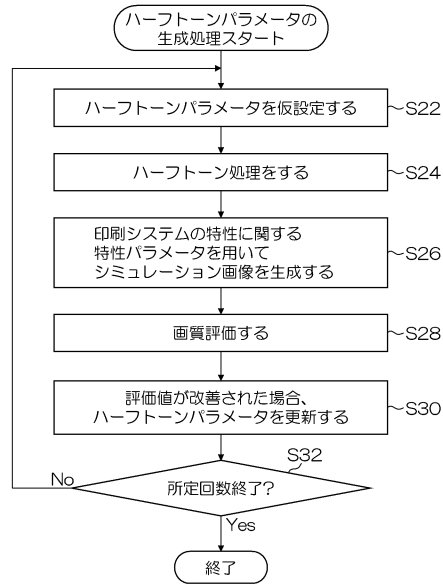 ハーフトーンパラメータの
生成処理スタート
ハーフトーンパラメータを仮設定する
S22
ハーフトーン処理をする
S24
印刷システムの特性に関する
特性パラメータを用いて
シミュレーション画像を生成する
S26
画質評価する
S28
評価値が改善された場合、
ハーフトーンパラメータを更新する
S30
S32
所定回数終了?
No
Yes
終了